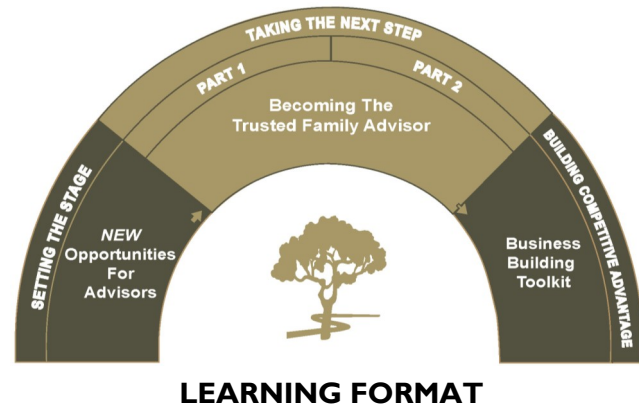 SETTING THE STAGE
NEW
Opportunities
For
Advisors
TAKING THE NEXT STEP
PART 1
PART 2
Becoming The
Trusted Family Advisor
BUILDING COMPETITIVE ADVANTAGE
Business
Building
Toolkit
LEARNING FORMAT